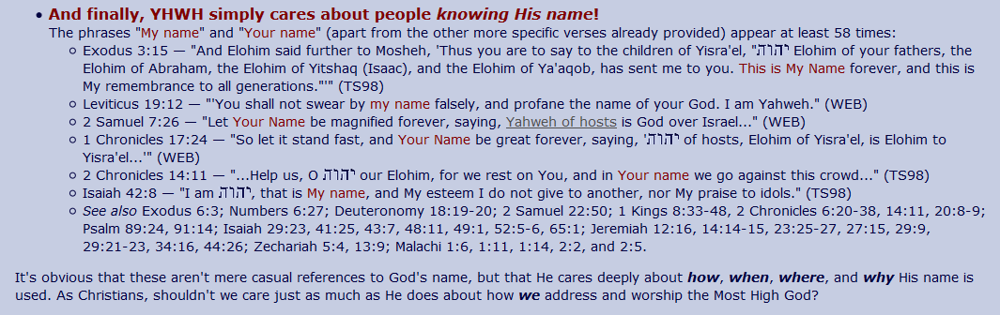 • And finally, YHWH simply cares about people knowing His name!
The phrases "My name" and "Your name" (apart from the other more specific verses already provided) appear at least 58 times:
Exodus 3:15 — "And Elohim said further to Mosheh, 'Thus you are to say to the children of Yisra'el, "יהוה Elohim of your fathers, the
Elohim of Abraham, the Elohim of Yitshaq (Isaac), and the Elohim of Ya'aqob, has sent me to you. This is My Name forever, and this is
My remembrance to all generations."'" (TS98)
Leviticus 19:12 — "'You shall not swear by my name falsely, and profane the name of your God. I am Yahweh." (WEB)
2 Samuel 7:26 — "Let Your Name be magnified forever, saying, Yahweh of hosts is God over Israel..." (WEB)
1 Chronicles 17:24 — "So let it stand fast, and Your Name be great forever, saying, 'יהוה of hosts, Elohim of Yisra'el, is Elohim to
Yisra'el...'" (WEB)
2 Chronicles 14:11 — "...Help us, O יהוה our Elohim, for we rest on You, and in Your name we go against this crowd..." (TS98)
Isaiah 42:8 — "I am יהוה, that is My name, and My esteem I do not give to another, nor My praise to idols." (TS98)
See also Exodus 6:3; Numbers 6:27; Deuteronomy 18:19-20; 2 Samuel 22:50; 1 Kings 8:33-48, 2 Chronicles 6:20-38, 14:11, 20:8-9;
Psalm 89:24, 91:14; Isaiah 29:23, 41:25, 43:7, 48:11, 49:1, 52:5-6, 65:1; Jeremiah 12:16, 14:14-15, 23:25-27, 27:15, 29:9,
29:21-23, 34:16, 44:26; Zechariah 5:4, 13:9; Malachi 1:6, 1:11, 1:14, 2:2, and 2:5.
It's obvious that these aren't mere casual references to God's name, but that He cares deeply about how, when, where, and why His name is
used. As Christians, shouldn't we care just as much as He does about how we address and worship the Most High God?